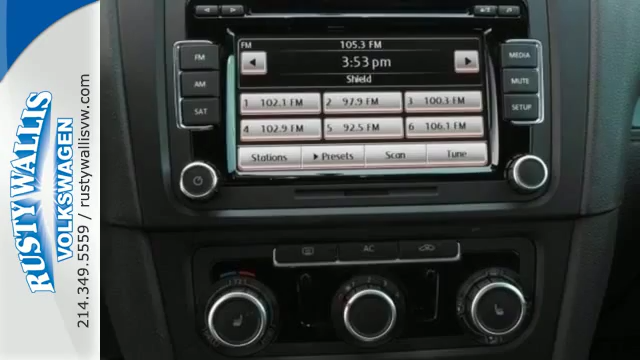 RUSTY WALLIS
VOLKSWAGEN
214.349.5559 / rustywallisvw.com
FM
AM
SAT
FM
105.3 FM
3:53 pm
Shield
1 102.1 FM 2 97.9 FM 3 100.3 FM
4 102.9 FM 5 92.5 FM 6 106.1 FM
Stations Presets Scan Tune
MEDIA
MUTE
SETUP
AC